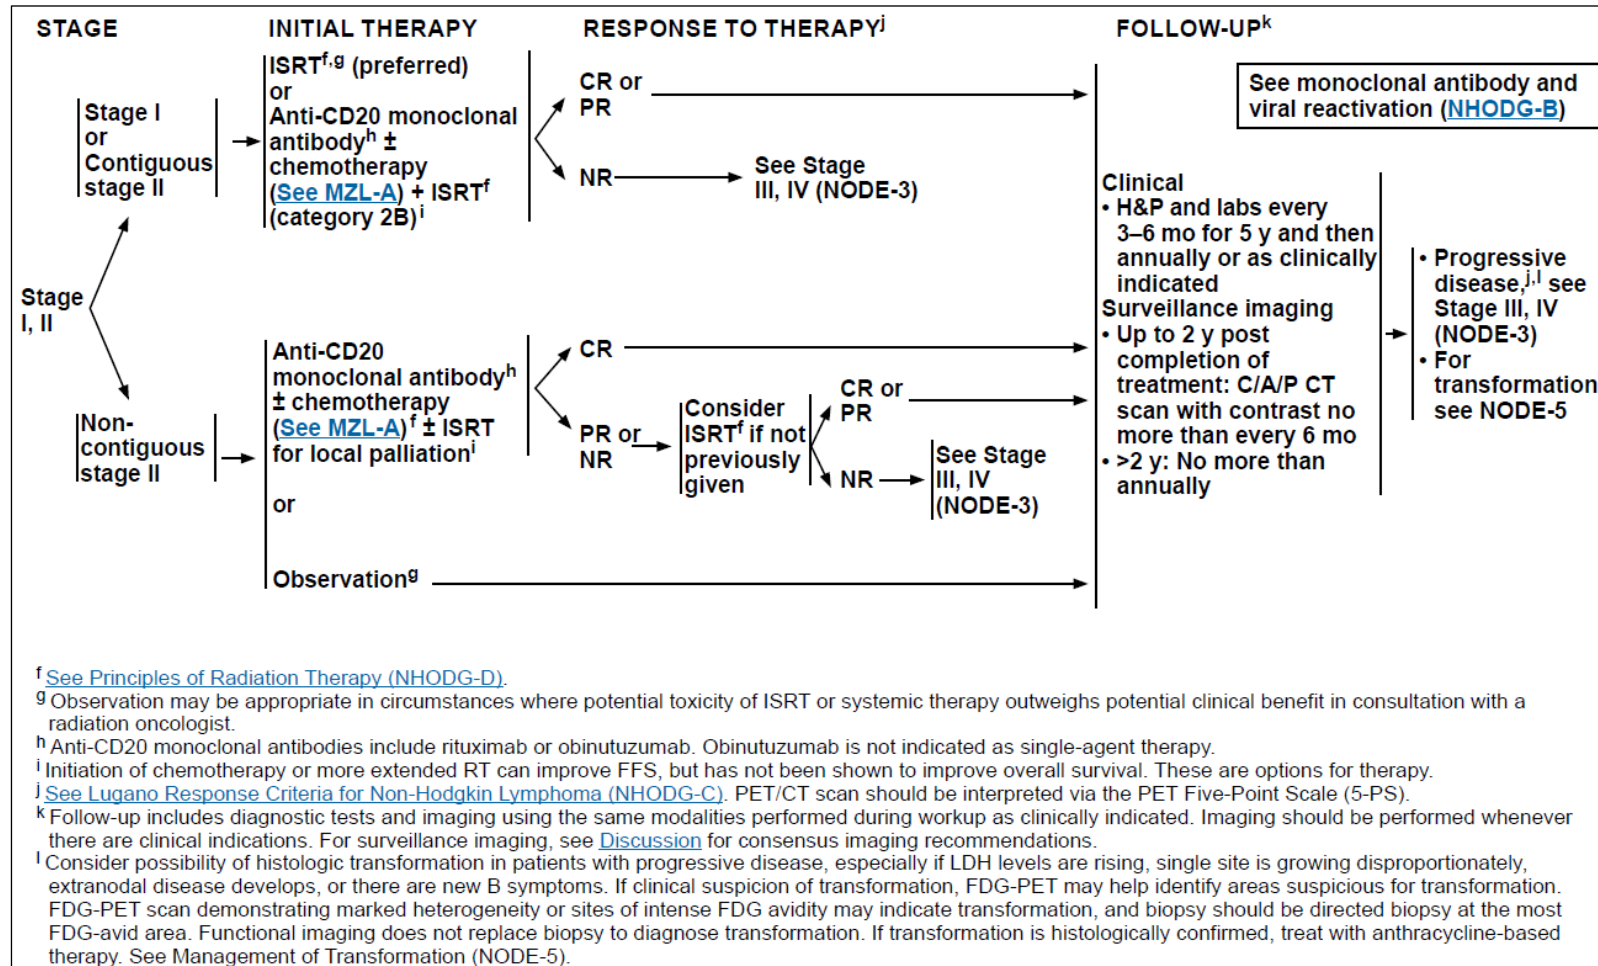 STAGE
INITIAL THERAPY
RESPONSE TO THERAPYj
FOLLOW-UPk
Stage
I, II
Stage I
or
Contiguous
stage II
ISRTf,g (preferred)
or
Anti-CD20 monoclonal
antibodyh ±
chemotherapy
(See MZL-A) + ISRTf
(category 2B)i
CR or
PR
NR
See Stage
III, IV (NODE-3)
Non-
contiguous
stage II
Anti-CD20
monoclonal antibodyh
± chemotherapy
(See MZL-A)f ± ISRT
for local palliationi
or
Observationg
CR
PR or
NR
Consider
ISRTf if not
previously
given
CR or
PR
NR
See Stage
III, IV
(NODE-3)
See monoclonal antibody and
viral reactivation (NHODG-B)
Clinical
• H&P and labs every
3–6 mo for 5 y and then
annually or as clinically
indicated
Surveillance imaging
• Up to 2 y post
completion of
treatment: C/A/P CT
scan with contrast no
more than every 6 mo
• >2 y: No more than
annually
• Progressive
disease,j,l see
Stage III, IV
(NODE-3)
• For
transformation
see NODE-5
f See Principles of Radiation Therapy (NHODG-D).
g Observation may be appropriate in circumstances where potential toxicity of ISRT or systemic therapy outweighs potential clinical benefit in consultation with a
radiation oncologist.
h Anti-CD20 monoclonal antibodies include rituximab or obinutuzumab. Obinutuzumab is not indicated as single-agent therapy.
i Initiation of chemotherapy or more extended RT can improve FFS, but has not been shown to improve overall survival. These are options for therapy.
j See Lugano Response Criteria for Non-Hodgkin Lymphoma (NHODG-C). PET/CT scan should be interpreted via the PET Five-Point Scale (5-PS).
k Follow-up includes diagnostic tests and imaging using the same modalities performed during workup as clinically indicated. Imaging should be performed whenever
there are clinical indications. For surveillance imaging, see Discussion for consensus imaging recommendations.
l Consider possibility of histologic transformation in patients with progressive disease, especially if LDH levels are rising, single site is growing disproportionately,
extranodal disease develops, or there are new B symptoms. If clinical suspicion of transformation, FDG-PET may help identify areas suspicious for transformation.
FDG-PET scan demonstrating marked heterogeneity or sites of intense FDG avidity may indicate transformation, and biopsy should be directed biopsy at the most
FDG-avid area. Functional imaging does not replace biopsy to diagnose transformation. If transformation is histologically confirmed, treat with anthracycline-based
therapy. See Management of Transformation (NODE-5).